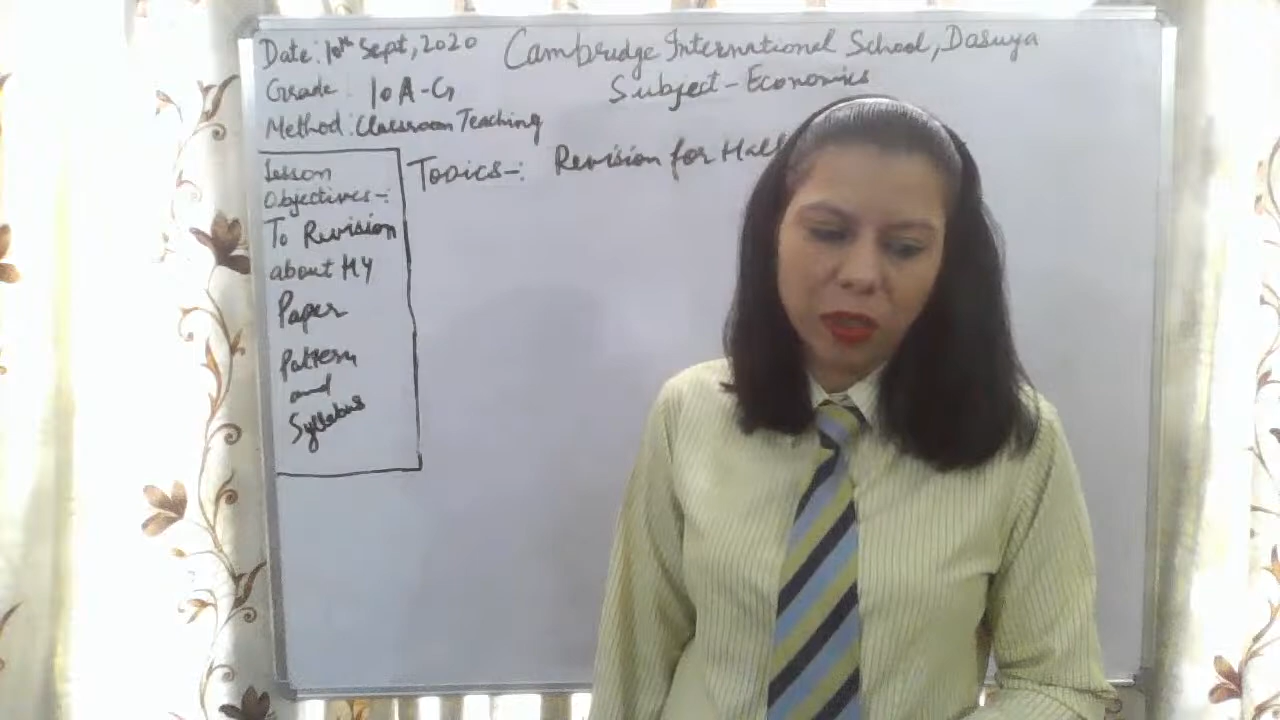 Date: 10th Sept, 2020
Cambridge International School, Dasuya
Grade 10 A-G
Subject - Economics
Method: Classroom Teaching
Topics-: Revision for Half
Lesson
Objectives-:
To Revision
about HY
Paper
Pattern
and
Syllabus